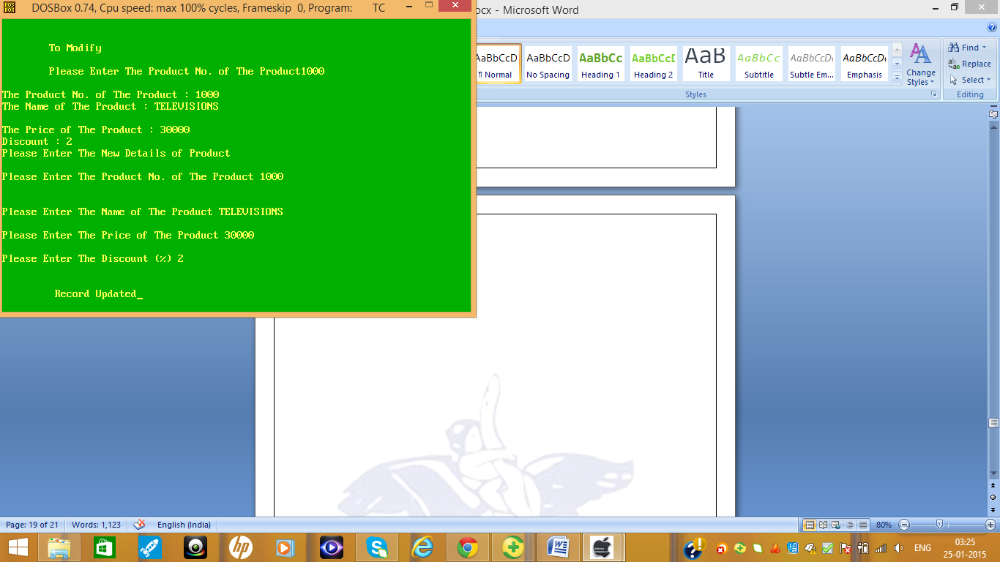 DOSBox 0.74, Cpu speed: max 100% cycles, Frameskip 0, Program: TC
To Modify
Please Enter The Product No. of The Product1000
The Product No. of The Product : 1000
The Name of The Product : TELEVISIONS
The Price of The Product : 30000
Discount : 2
Please Enter The New Details of Product
Please Enter The Product No. of The Product 1000
Please Enter The Name of The Product TELEVISIONS
Please Enter The Price of The Product 30000
Please Enter The Discount (%) 2
Record Updated_
ocx - Microsoft Word
AaBbCcD AaBbCcD AaBbCc AaBbCcI AaB AaBbCc AaBbCcD AaBbCcD
¶ Normal No Spacing Heading 1 Heading 2 Title Subtitle Subtle Em... Emphasis
Change
Styles
Find
Replace
Select
Styles
Editing
Page: 19 of 21 Words: 1,123 English (India) 80%
ENG
03:25
25-01-2015